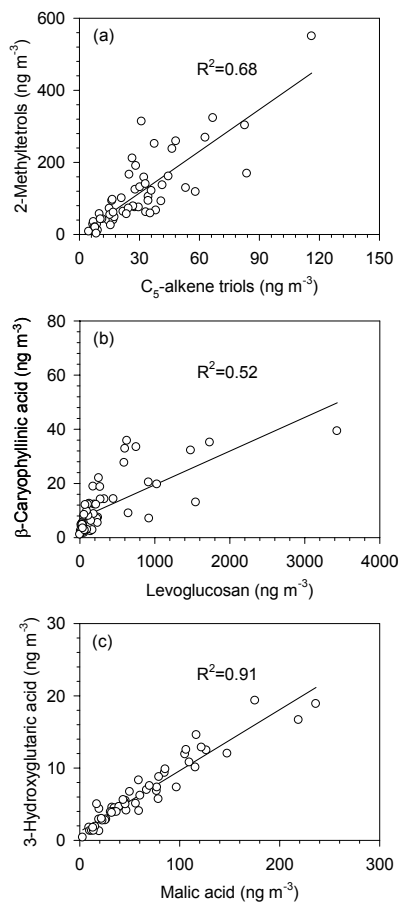 600
(a)
R²=0.68
400
200
0
0 30 60 90 120 150
2-Methyltetrols (ng m⁻³)
C₅-alkene triols (ng m⁻³)
80
(b)
R²=0.52
60
40
20
0
0 1000 2000 3000 4000
β-Caryophyllinic acid (ng m⁻³)
Levoglucosan (ng m⁻³)
30
(c)
R²=0.91
20
10
0
0 100 200 300
3-Hydroxyglutaric acid (ng m⁻³)
Malic acid (ng m⁻³)